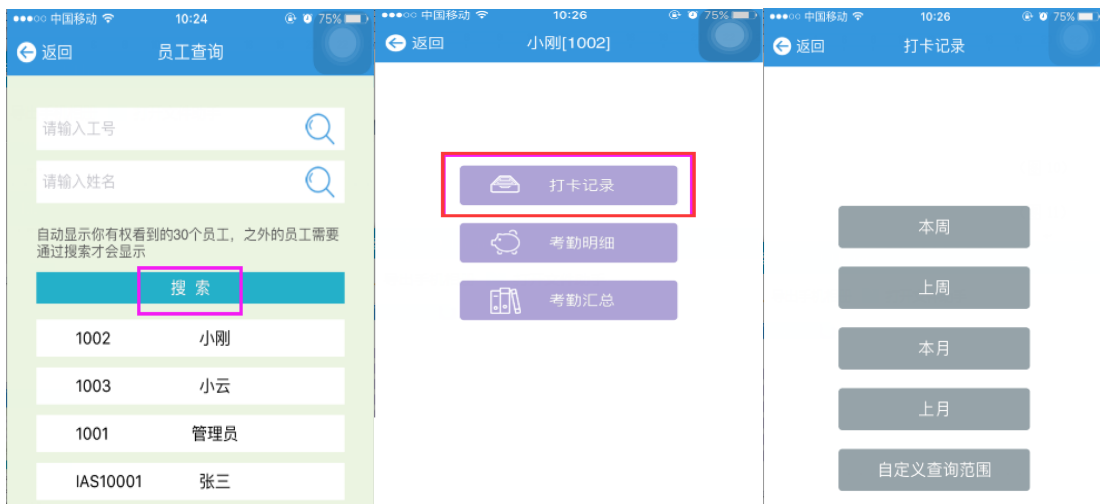 中国移动 10:24 75%
返回 员工查询
请输入工号
请输入姓名
自动显示你有权看到的30个员工，之外的员工需要
通过搜索才会显示
搜 索
1002 小刚
1003 小云
1001 管理员
IAS10001 张三
中国移动 10:26 75%
返回 小刚[1002]
打卡记录
考勤明细
考勤汇总
中国移动 10:26 75%
返回 打卡记录
本周
上周
本月
上月
自定义查询范围